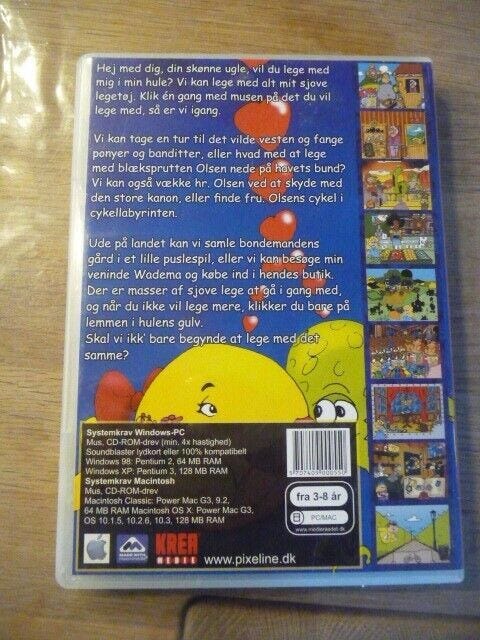 Hej med dig, din skønne ugle, vil du lege med
mig i min hule? Vi kan lege med alt mit sjove
legetøj. Klik én gang med musen på det du vil
lege med, så er vi igang.
Vi kan tage en tur til det vilde vesten og fange
ponyer og banditter, eller hvad med at lege
med blæksprutten Olsen nede på havets bund?
Vi kan også vække hr. Olsen ved at skyde med
den store kanon, eller finde fru. Olsens cykel i
cykellabyrinten.
Ude på landet kan vi samle bondemandens
gård i et lille puslespil, eller vi kan besøge min
veninde Wadema og købe ind i hendes butik.
Der er masser af sjove lege at gå i gang med,
og når du ikke vil lege mere, klikker du bare på
lemmen i hulens gulv.
Skal vi ikk' bare begynde at lege med det
samme?
Systemkrav Windows-PC
Mus, CD-ROM-drev (min. 4x hastighed)
Soundblaster lydkort eller 100% kompatibelt
Windows 98: Pentium 2, 64 MB RAM
Windows XP: Pentium 3, 128 MB RAM
Systemkrav Macintosh
Mus, CD-ROM-drev
Macintosh Classic: Power Mac G3, 9.2,
64 MB RAM Macintosh OS X: Power Mac G3,
OS 10.1.5, 10.2.6, 10.3, 128 MB RAM
5 707409 000550
fra 3-8 år
PC/MAC
www.medieraadet.dk
MADE WITH
MACROMEDIA
KREA
MEDIE
www.pixeline.dk